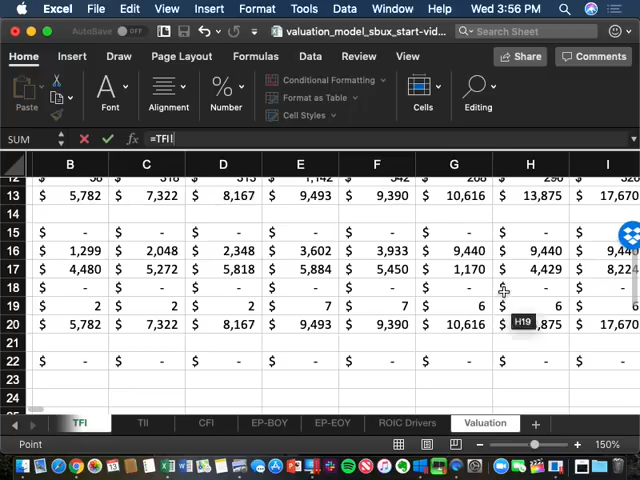 Excel File Edit View Insert Format Tools Data Wed 3:56 PM
AutoSave OFF valuation_model_sbux_start-vid... Search Sheet
Home Insert Draw Page Layout Formulas Data Review View Share Comments
Paste Font Alignment Number Conditional Formatting Format as Table Cell Styles Cells Editing
SUM fx =TFI!
B C D E F G H I
13 $ 5,782 $ 7,322 $ 8,167 $ 9,493 $ 9,390 $ 10,616 $ 13,875 $ 17,670
14
15 $ - $ - $ - $ - $ - $ - $ - $ -
16 $ 1,299 $ 2,048 $ 2,348 $ 3,602 $ 3,933 $ 9,440 $ 9,440 $
17 $ 4,480 $ 5,272 $ 5,818 $ 5,884 $ 5,450 $ 1,170 $ 4,429 $ 8,224
18 $ - $ - $ - $ - $ - $ - $ - $ -
19 $ 2 $ 2 $ 2 $ 7 $ 7 $ 6 $ 6 $ 6
H19
20 $ 5,782 $ 7,322 $ 8,167 $ 9,493 $ 9,390 $ 10,616 $ $ 17,670
21
22 $ - $ - $ - $ - $ - $ - $ - $ -
23
24
TFI TII CFI EP-BOY EP-EOY ROIC Drivers Valuation +
Point 150%